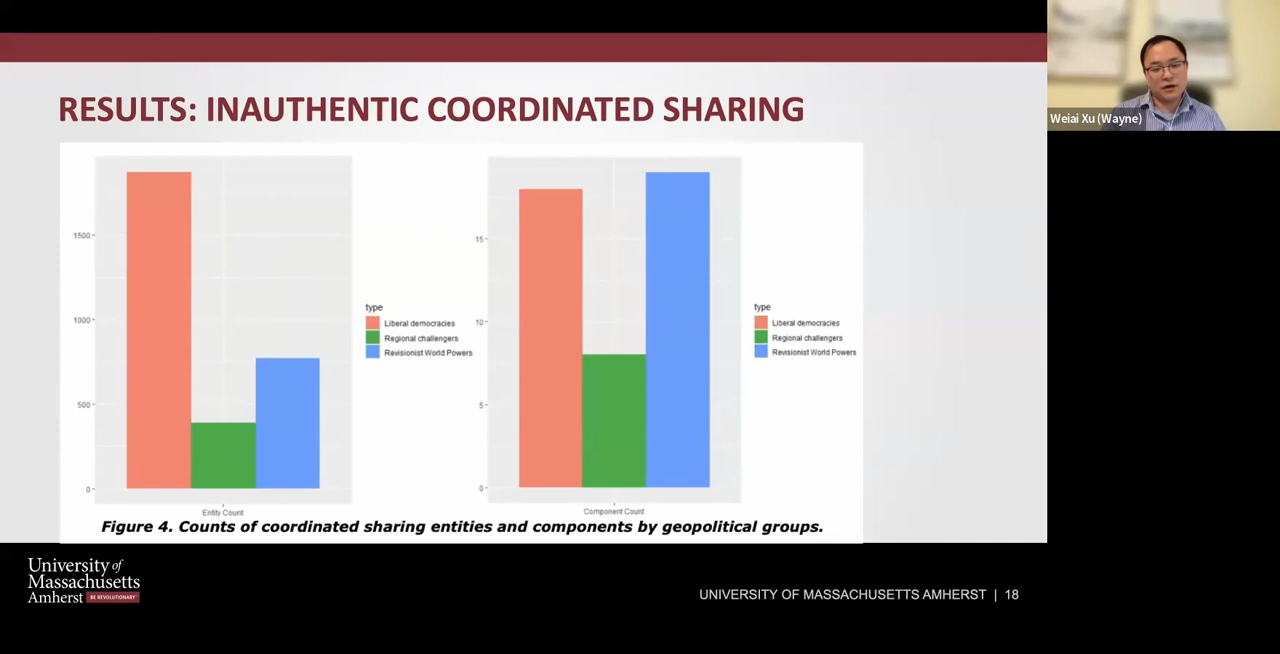 RESULTS: INAUTHENTIC COORDINATED SHARING
Weiai Xu (Wayne)
1500
1000
500
0
Entity Count
type
Liberal democracies
Regional challengers
Revisionist World Powers
15
10
5
0
Component Count
type
Liberal democracies
Regional challengers
Revisionist World Powers
Figure 4. Counts of coordinated sharing entities and components by geopolitical groups.
University of
Massachusetts
Amherst BE REVOLUTIONARY
UNIVERSITY OF MASSACHUSETTS AMHERST | 18